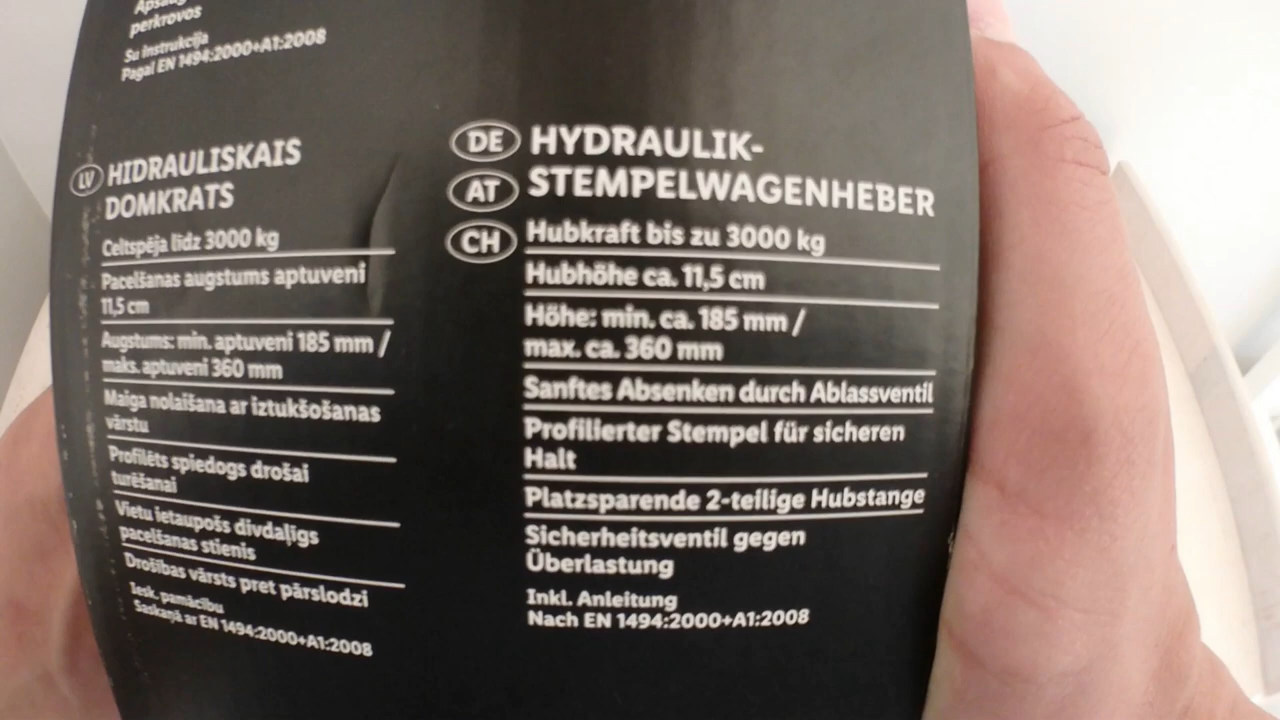 Apsaug
perkrovos
Su instrukcija
Pagal EN 1494:2000+A1:2008
LV HIDRAULISKAIS
DOMKRATS
Celtspēja līdz 3000 kg
Pacelšanas augstums aptuveni
11,5 cm
Augstums: min. aptuveni 185 mm /
maks. aptuveni 360 mm
Maiga nolaišana ar iztukšošanas
vārstu
Profilēts spiedogs drošai
turēšanai
Vietu ietaupošs divdaļīgs
pacelšanas stienis
Drošības vārsts pret pārslodzi
Iesk. pamācību
Saskaņā ar EN 1494:2000+A1:2008
DE HYDRAULIK-
AT STEMPELWAGENHEBER
CH Hubkraft bis zu 3000 kg
Hubhöhe ca. 11,5 cm
Höhe: min. ca. 185 mm /
max. ca. 360 mm
Sanftes Absenken durch Ablassventil
Profilierter Stempel für sicheren
Halt
Platzsparende 2-teilige Hubstange
Sicherheitsventil gegen
Überlastung
Inkl. Anleitung
Nach EN 1494:2000+A1:2008